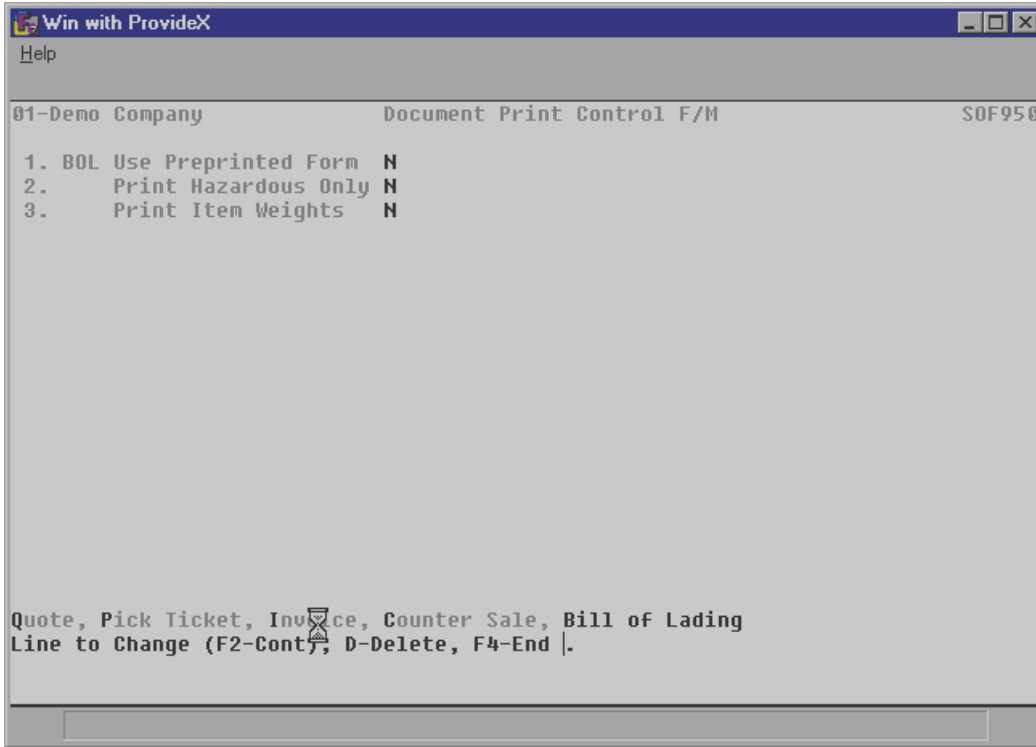 Win with ProvideX
Help
01-Demo Company Document Print Control F/M SOF950
1. BOL Use Preprinted Form N
2. Print Hazardous Only N
3. Print Item Weights N
Quote, Pick Ticket, Invoice, Counter Sale, Bill of Lading
Line to Change (F2-Cont), D-Delete, F4-End .